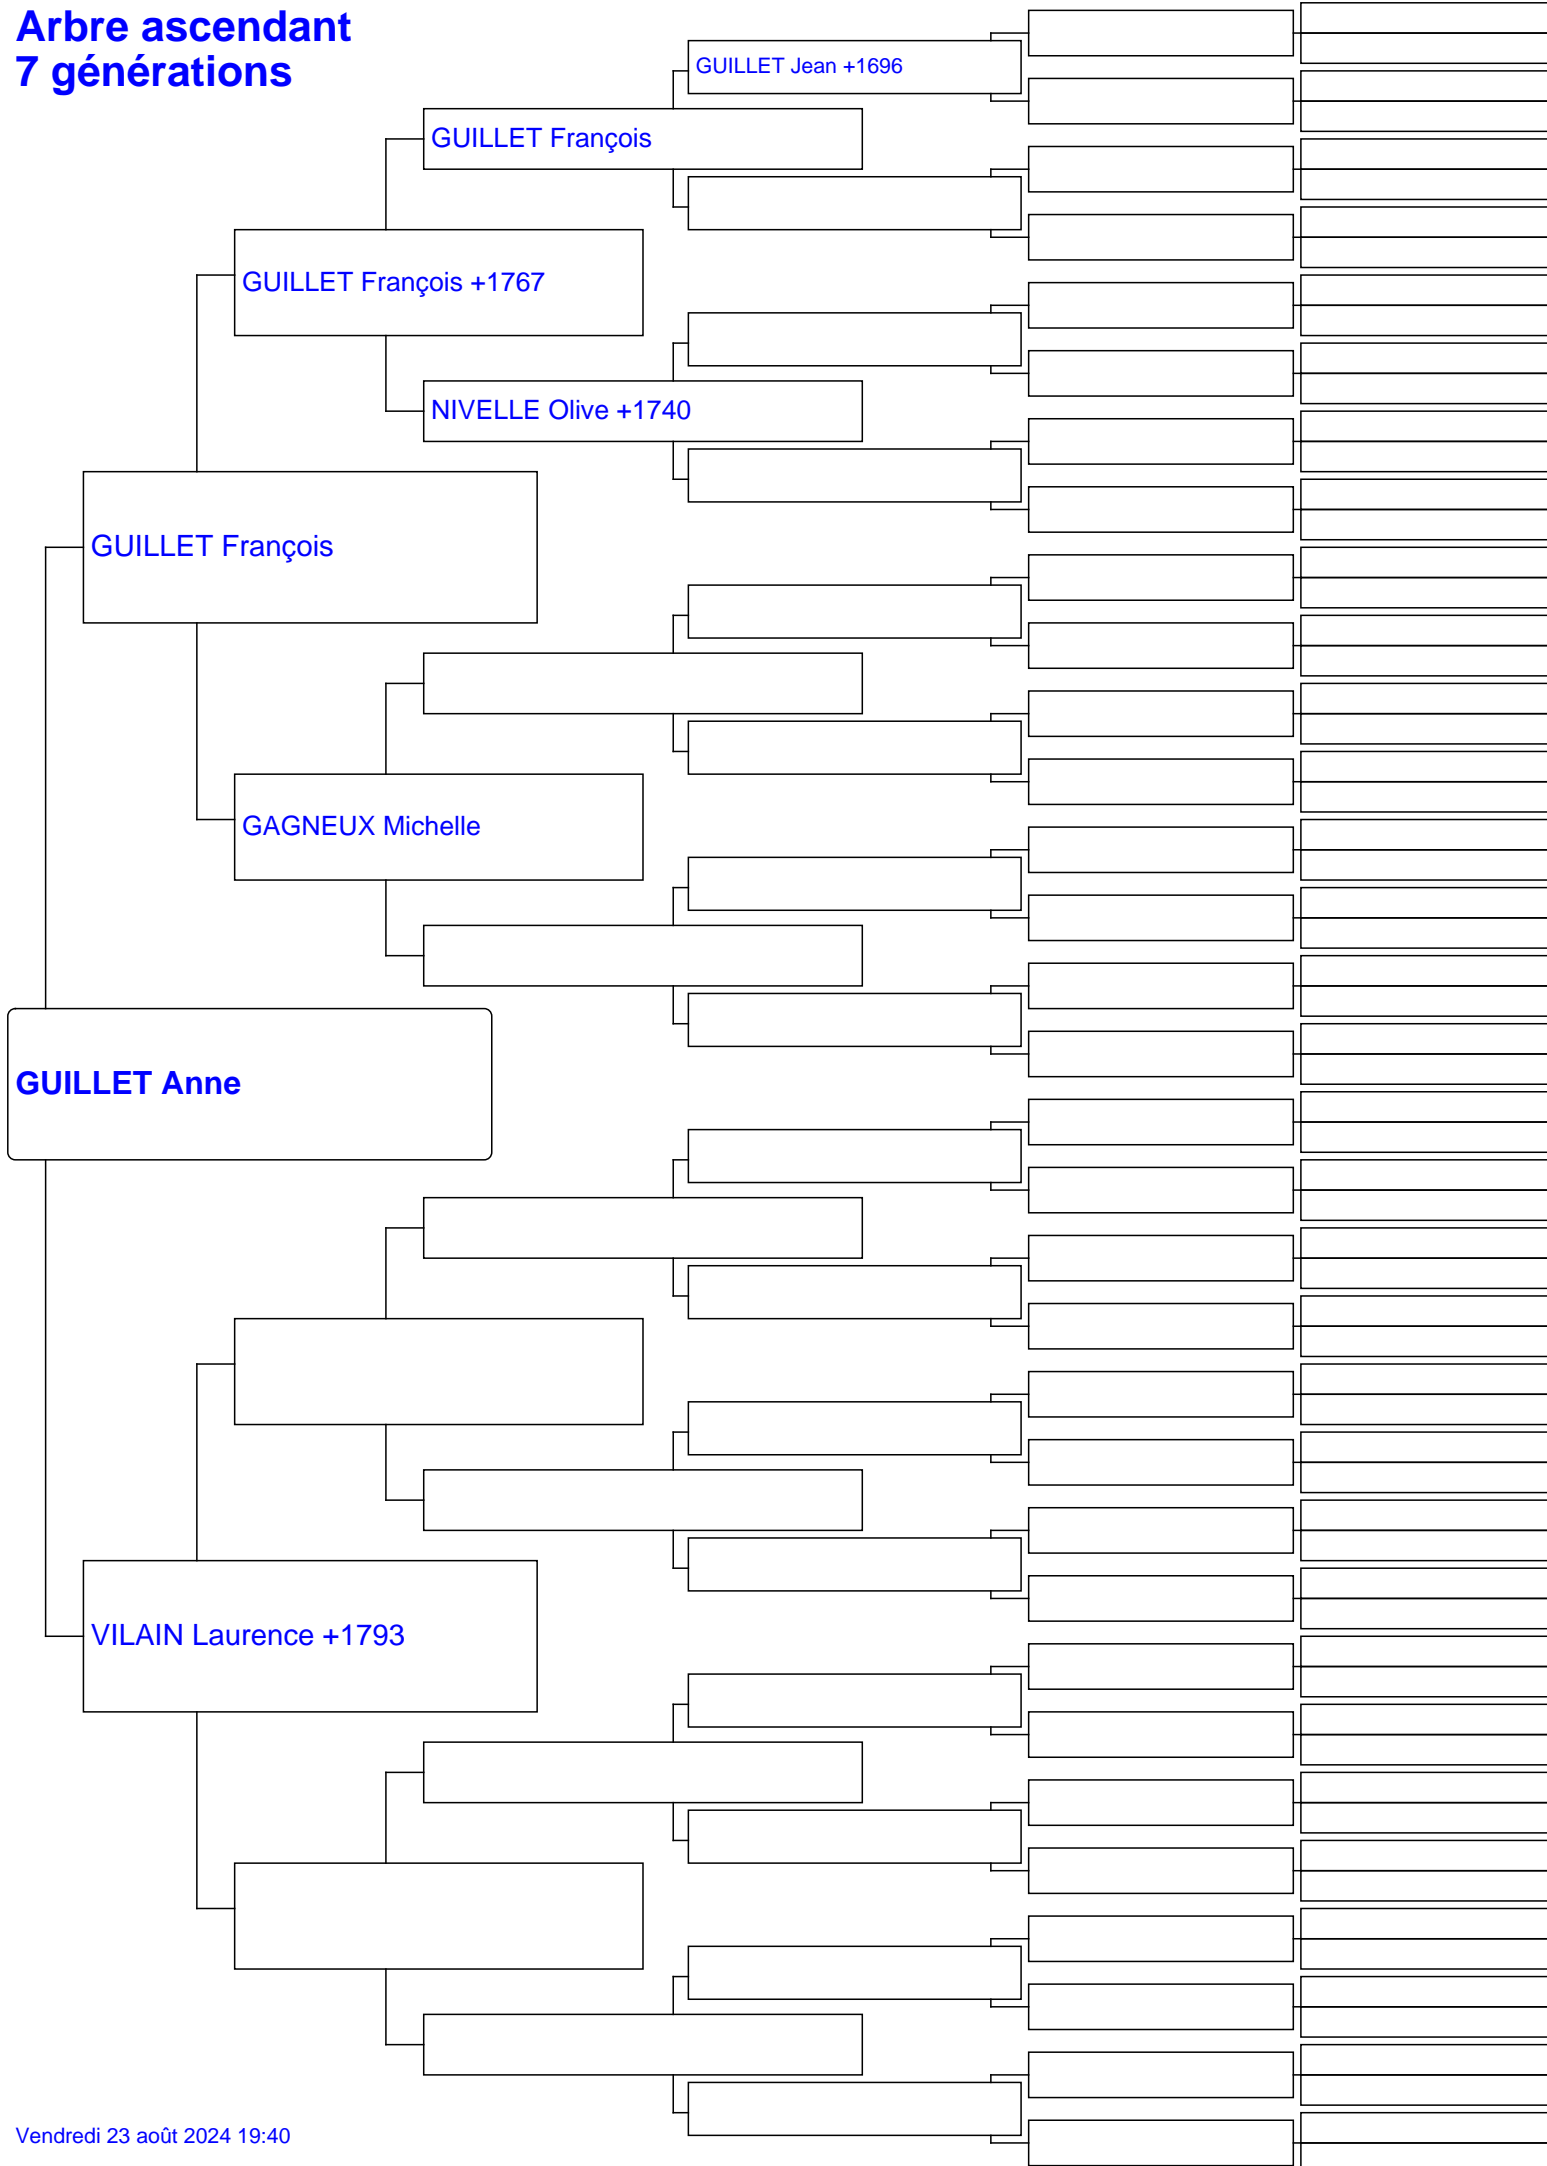 Arbre ascendant
7 générations
GUILLET Jean +1696
GUILLET François
GUILLET François +1767
NIVELLE Olive +1740
GUILLET François
GAGNEUX Michelle
GUILLET Anne
VILAIN Laurence +1793
Vendredi 23 août 2024 19:40